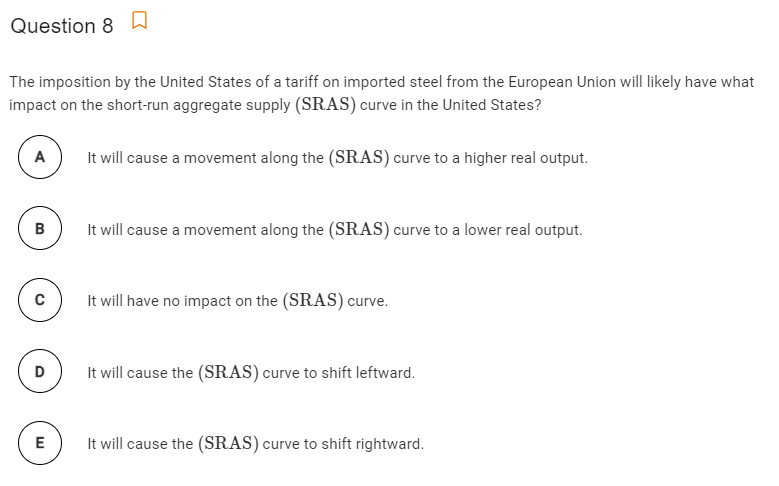 Question 8
The imposition by the United States of a tariff on imported steel from the European Union will likely have what
impact on the short-run aggregate supply (SRAS) curve in the United States?
A It will cause a movement along the (SRAS) curve to a higher real output.
B It will cause a movement along the (SRAS) curve to a lower real output.
C It will have no impact on the (SRAS) curve.
D It will cause the (SRAS) curve to shift leftward.
E It will cause the (SRAS) curve to shift rightward.